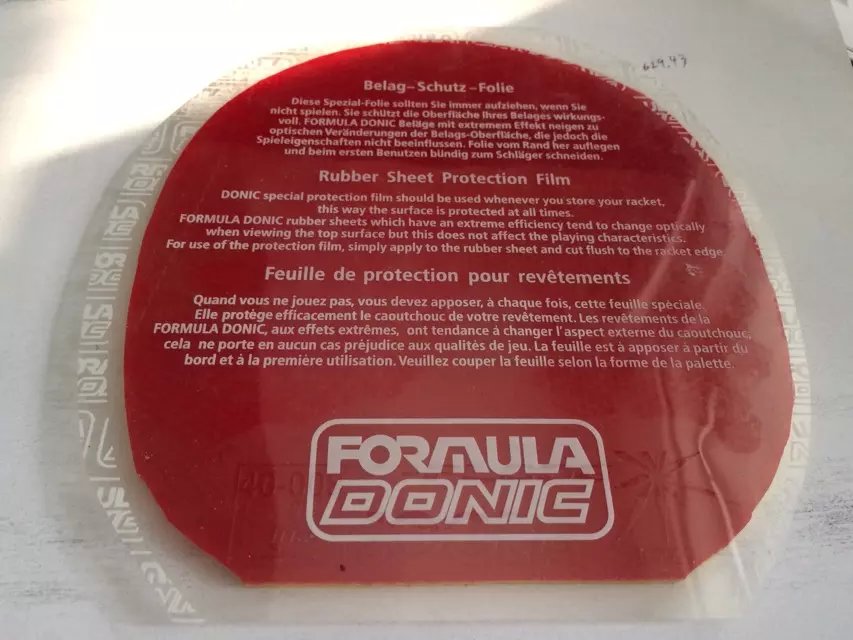 629.43
Belag-Schutz-Folie
Diese Spezial-Folie sollten Sie immer aufziehen, wenn Sie
nicht spielen. Sie schützt die Oberfläche Ihres Belages wirkungs-
voll. FORMULA DONIC Beläge mit extremem Effekt neigen zu
optischen Veränderungen der Belags-Oberfläche, die jedoch die
Spieleigenschaften nicht beeinflussen. Folie vom Rand her auflegen
und beim ersten Benutzen bündig zum Schläger schneiden.
Rubber Sheet Protection Film
DONIC special protection film should be used whenever you store your racket,
this way the surface is protected at all times.
FORMULA DONIC rubber sheets which have an extreme efficiency tend to change optically
when viewing the top surface but this does not affect the playing characteristics.
For use of the protection film, simply apply to the rubber sheet and cut flush to the racket edge.
Feuille de protection pour revêtements
Quand vous ne jouez pas, vous devez apposer, à chaque fois, cette feuille spéciale.
Elle protège efficacement le caoutchouc de votre revêtement. Les revêtements de la
FORMULA DONIC, aux effets extrêmes, ont tendance à changer l'aspect externe du caoutchouc,
cela ne porte en aucun cas préjudice aux qualités de jeu. La feuille est à apposer à partir du
bord et à la première utilisation. Veuillez couper la feuille selon la forme de la palette.
FORMULA
DONIC